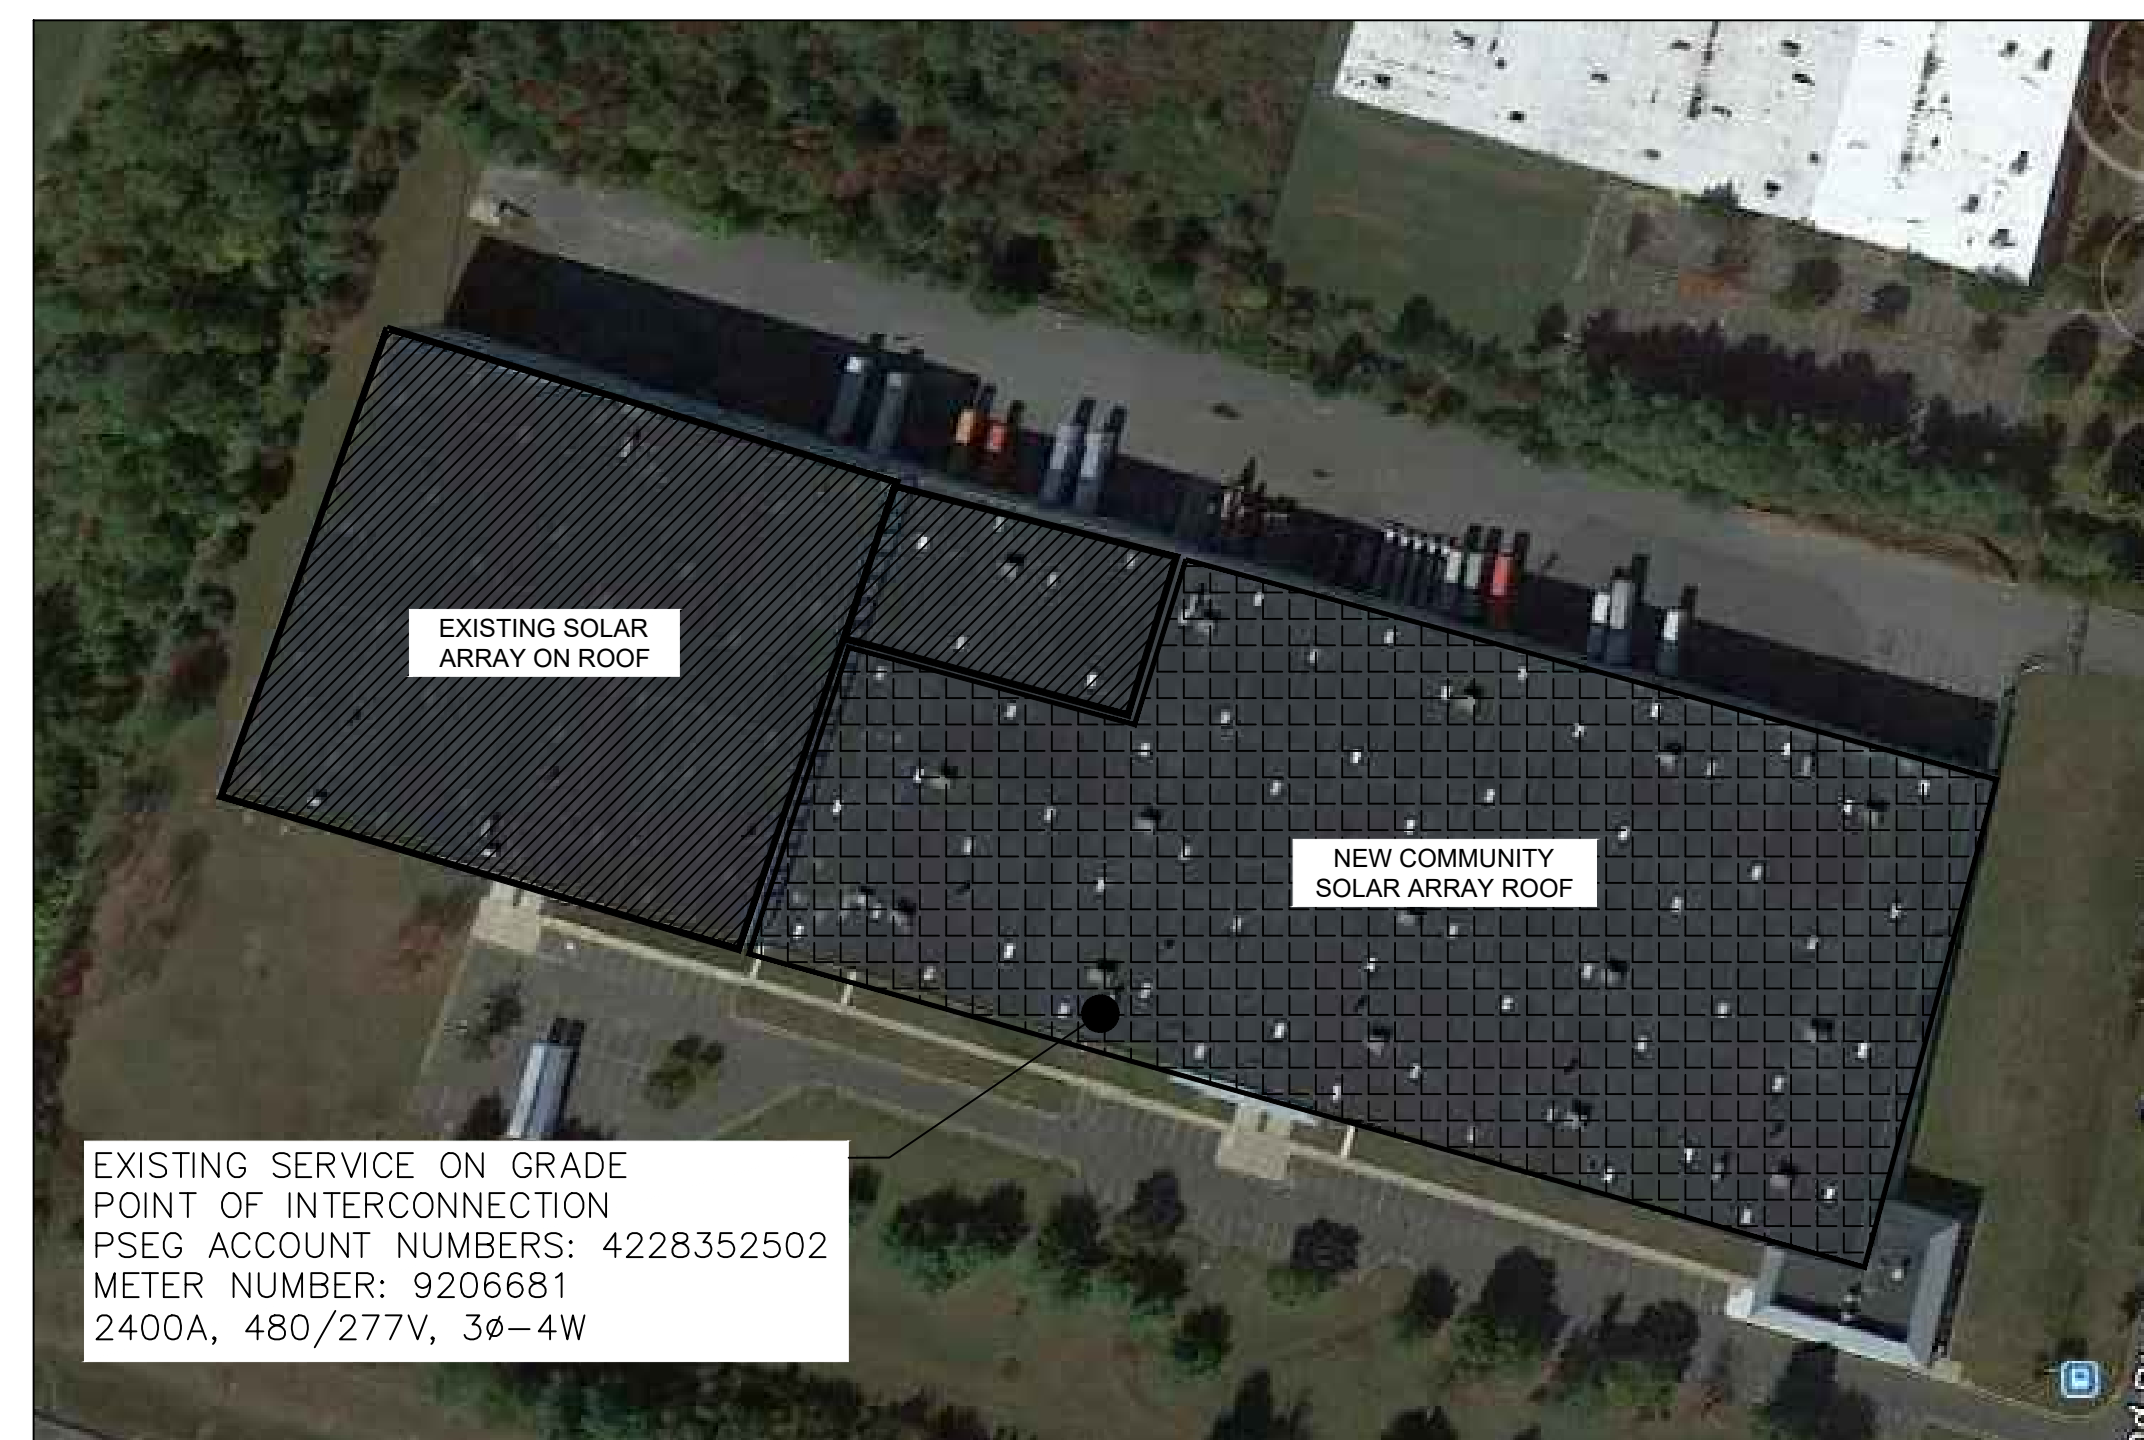 EXISTING SOLAR
ARRAY ON ROOF
NEW COMMUNITY
SOLAR ARRAY ROOF
EXISTING SERVICE ON GRADE
POINT OF INTERCONNECTION
PSEG ACCOUNT NUMBERS: 4228352502
METER NUMBER: 9206681
2400A, 480/277V, 3ø-4W